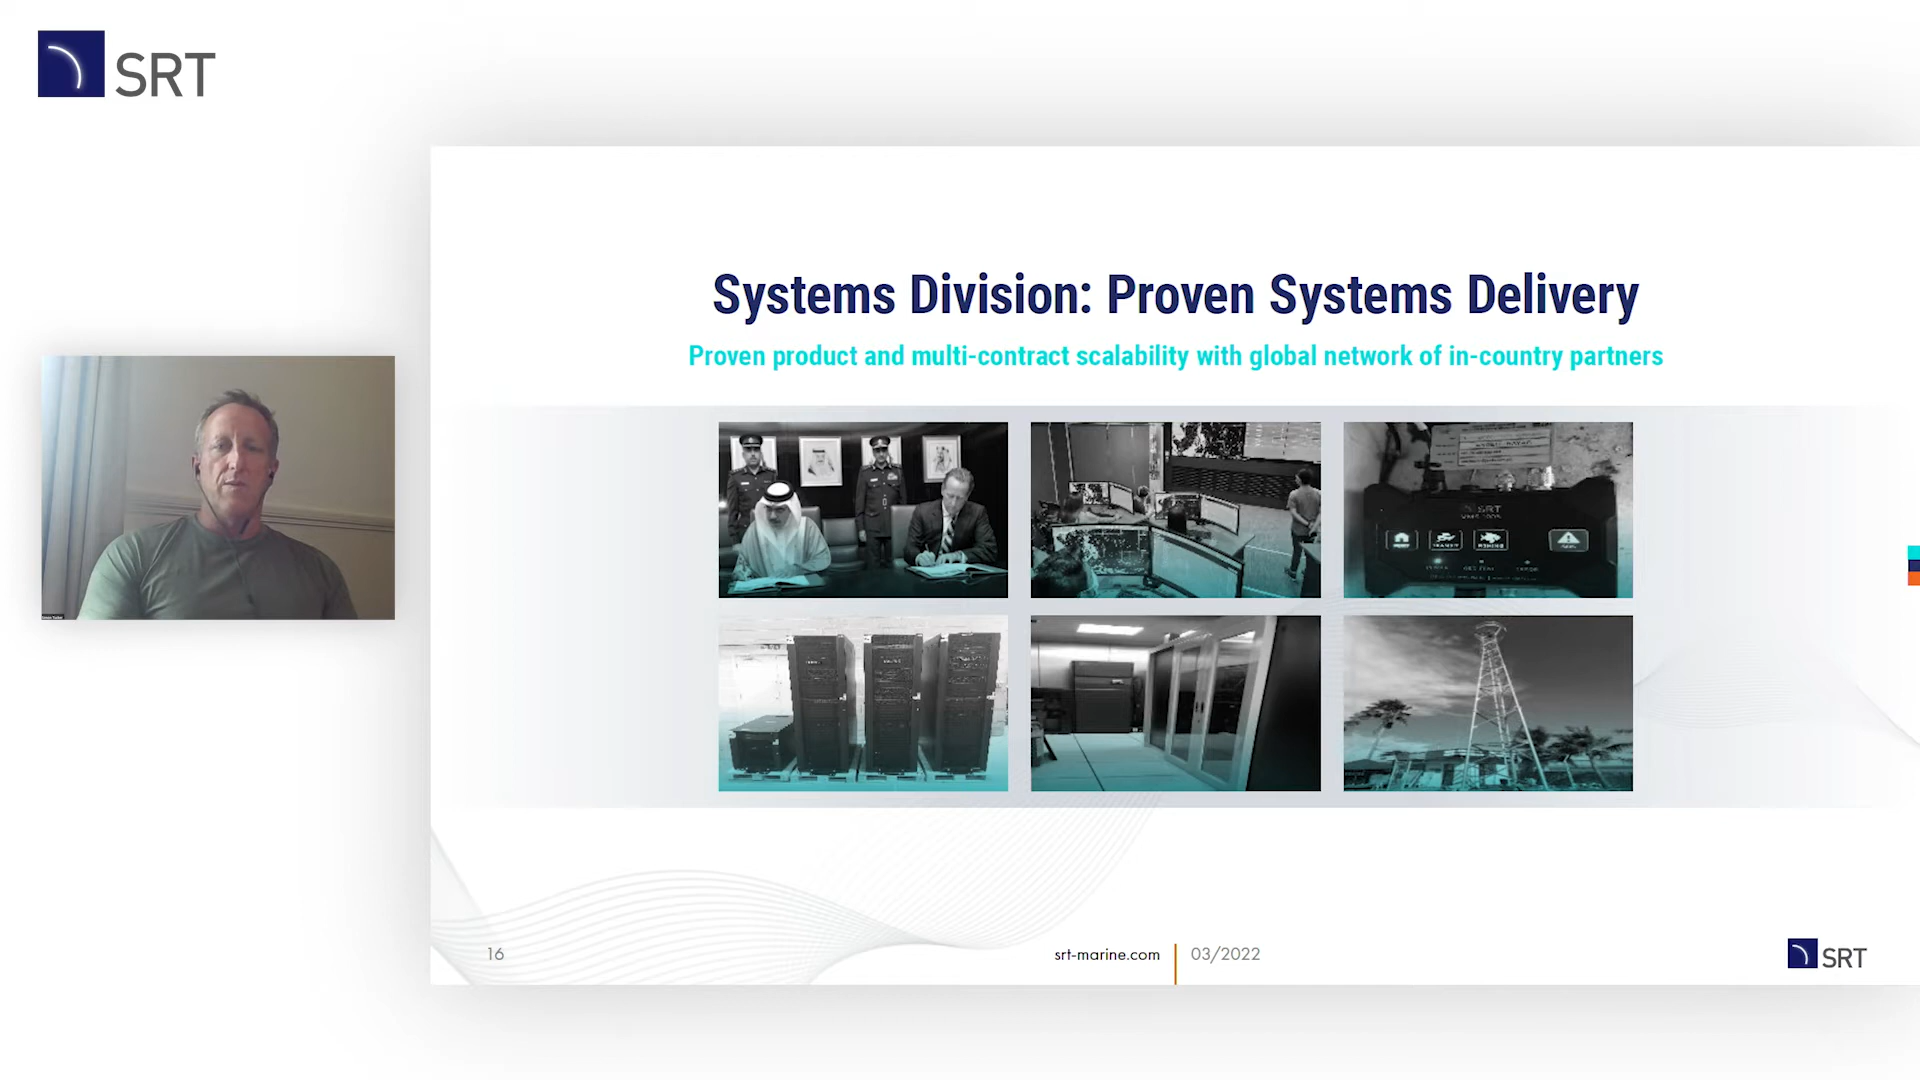 SRT
Systems Division: Proven Systems Delivery
Proven product and multi-contract scalability with global network of in-country partners
SRT
16
srt-marine.com
03/2022
SRT